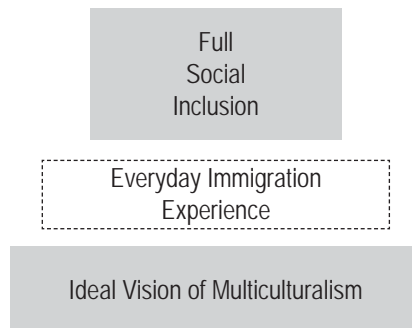 Full
Social
Inclusion
Everyday Immigration
Experience
Ideal Vision of Multiculturalism